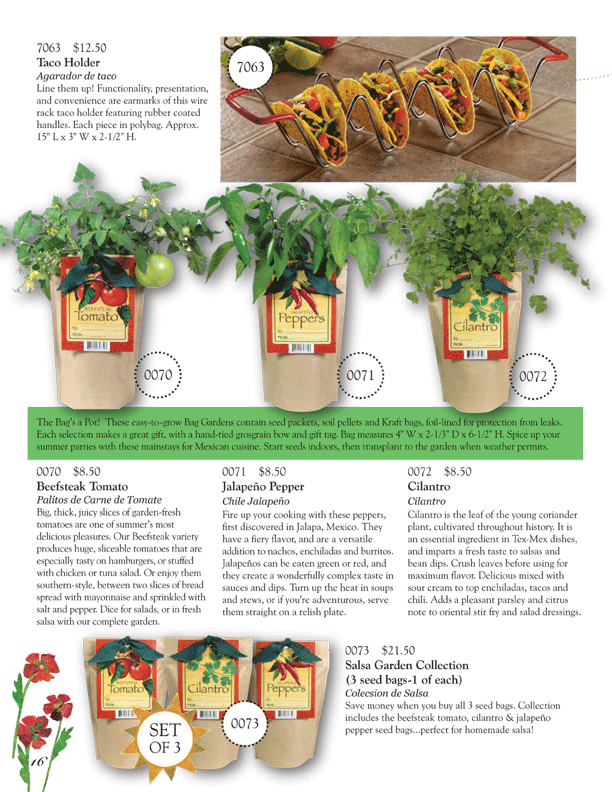 7063 $12.50
Taco Holder
Agarador de taco
Line them up! Functionality, presentation,
and convenience are earmarks of this wire
rack taco holder featuring rubber coated
handles. Each piece in polybag. Approx.
15" L x 3" W x 2-1/2" H.
7063
BEEFSTEAK
Tomato
TO:
FROM:
0070
JALAPEÑO
Peppers
TO:
FROM:
0071
Cilantro
TO:
FROM:
0072
The Bag's a Pot! These easy-to-grow Bag Gardens contain seed packets, soil pellets and Kraft bags, foil-lined for protection from leaks.
Each selection makes a great gift, with a hand-tied grosgrain bow and gift tag. Bag measures 4" W x 2-1/3" D x 6-1/2" H. Spice up your
summer parties with these mainstays for Mexican cuisine. Start seeds indoors, then transplant to the garden when weather permits.
0070 $8.50
Beefsteak Tomato
Palitos de Carne de Tomate
Big, thick, juicy slices of garden-fresh
tomatoes are one of summer's most
delicious pleasures. Our Beefsteak variety
produces huge, sliceable tomatoes that are
especially tasty on hamburgers, or stuffed
with chicken or tuna salad. Or enjoy them
southern-style, between two slices of bread
spread with mayonnaise and sprinkled with
salt and pepper. Dice for salads, or in fresh
salsa with our complete garden.
0071 $8.50
Jalapeño Pepper
Chile Jalapeño
Fire up your cooking with these peppers,
first discovered in Jalapa, Mexico. They
have a fiery flavor, and are a versatile
addition to nachos, enchiladas and burritos.
Jalapeños can be eaten green or red, and
they create a wonderfully complex taste in
sauces and dips. Turn up the heat in soups
and stews, or if you're adventurous, serve
them straight on a relish plate.
0072 $8.50
Cilantro
Cilantro
Cilantro is the leaf of the young coriander
plant, cultivated throughout history. It is
an essential ingredient in Tex-Mex dishes,
and imparts a fresh taste to salsas and
bean dips. Crush leaves before using for
maximum flavor. Delicious mixed with
sour cream to top enchiladas, tacos and
chili. Adds a pleasant parsley and citrus
note to oriental stir fry and salad dressings.
Tomato
Cilantro
Peppers
SET
OF 3
0073
0073 $21.50
Salsa Garden Collection
(3 seed bags-1 of each)
Coleesion de Salsa
Save money when you buy all 3 seed bags. Collection
includes the beefsteak tomato, cilantro & jalapeño
pepper seed bags...perfect for homemade salsa!
16